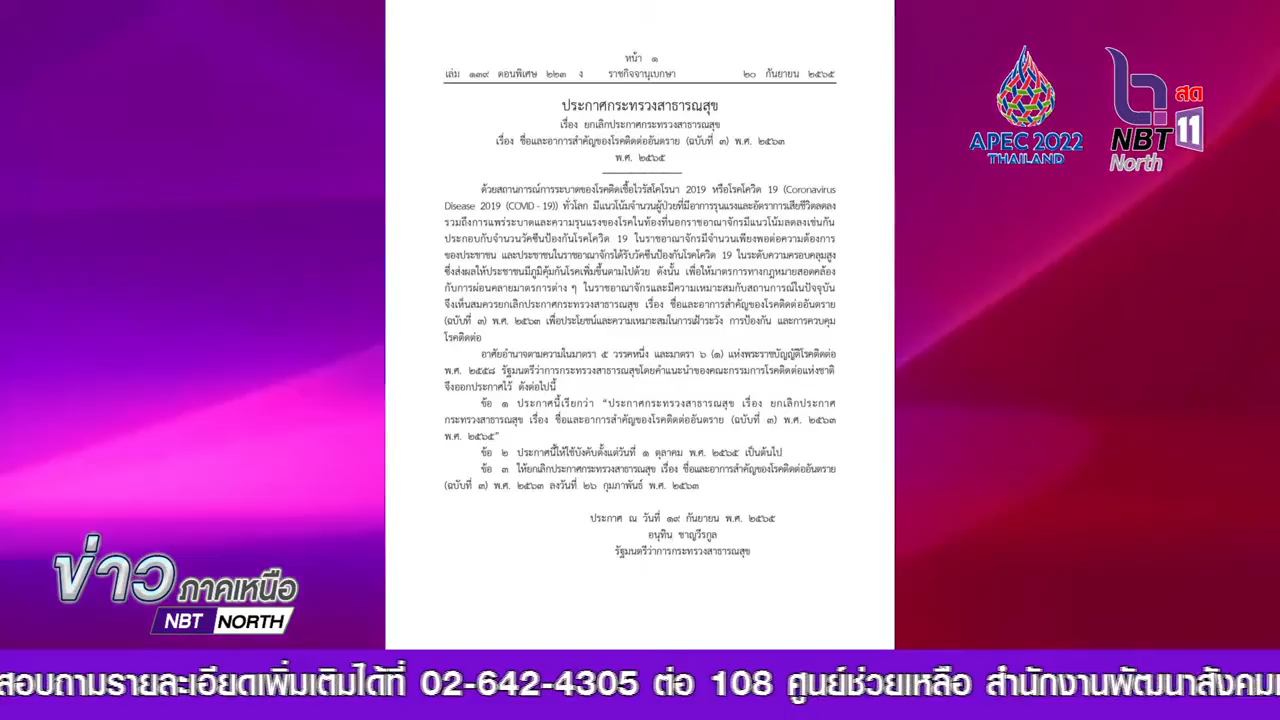 หน้า ๑
เล่ม ๑๓๙ ตอนพิเศษ ๒๒๓ ง ราชกิจจานุเบกษา ๒๐ กันยายน ๒๕๖๕
ประกาศกระทรวงสาธารณสุข
เรื่อง ยกเลิกประกาศกระทรวงสาธารณสุข
เรื่อง ชื่อและอาการสำคัญของโรคติดต่ออันตราย (ฉบับที่ ๓) พ.ศ. ๒๕๖๓
พ.ศ. ๒๕๖๕
ด้วยสถานการณ์การระบาดของโรคติดเชื้อไวรัสโคโรนา 2019 หรือโรคโควิด 19 (Coronavirus
Disease 2019 (COVID - 19)) ทั่วโลก มีแนวโน้มจำนวนผู้ป่วยที่มีอาการรุนแรงและอัตราการเสียชีวิตลดลง
รวมถึงการแพร่ระบาดและความรุนแรงของโรคในท้องที่นอกราชอาณาจักรมีแนวโน้มลดลงเช่นกัน
ประกอบกับจำนวนวัคซีนป้องกันโรคโควิด 19 ในราชอาณาจักรมีจำนวนเพียงพอต่อความต้องการ
ของประชาชน และประชาชนในราชอาณาจักรได้รับวัคซีนป้องกันโรคโควิด 19 ในระดับความครอบคลุมสูง
ซึ่งส่งผลให้ประชาชนมีภูมิคุ้มกันโรคเพิ่มขึ้นตามไปด้วย ดังนั้น เพื่อให้มาตรการทางกฎหมายสอดคล้อง
กับการผ่อนคลายมาตรการต่าง ๆ ในราชอาณาจักรและมีความเหมาะสมกับสถานการณ์ในปัจจุบัน
จึงเห็นสมควรยกเลิกประกาศกระทรวงสาธารณสุข เรื่อง ชื่อและอาการสำคัญของโรคติดต่ออันตราย
(ฉบับที่ ๓) พ.ศ. ๒๕๖๓ เพื่อประโยชน์และความเหมาะสมในการเฝ้าระวัง การป้องกัน และการควบคุม
โรคติดต่อ
อาศัยอำนาจตามความในมาตรา ๕ วรรคหนึ่ง และมาตรา ๖ (๑) แห่งพระราชบัญญัติโรคติดต่อ
พ.ศ. ๒๕๕๘ รัฐมนตรีว่าการกระทรวงสาธารณสุขโดยคำแนะนำของคณะกรรมการโรคติดต่อแห่งชาติ
จึงออกประกาศไว้ ดังต่อไปนี้
ข้อ ๑ ประกาศนี้เรียกว่า “ประกาศกระทรวงสาธารณสุข เรื่อง ยกเลิกประกาศ
กระทรวงสาธารณสุข เรื่อง ชื่อและอาการสำคัญของโรคติดต่ออันตราย (ฉบับที่ ๓) พ.ศ. ๒๕๖๓
พ.ศ. ๒๕๖๕”
ข้อ ๒ ประกาศนี้ให้ใช้บังคับตั้งแต่วันที่ ๑ ตุลาคม พ.ศ. ๒๕๖๕ เป็นต้นไป
ข้อ ๓ ให้ยกเลิกประกาศกระทรวงสาธารณสุข เรื่อง ชื่อและอาการสำคัญของโรคติดต่ออันตราย
(ฉบับที่ ๓) พ.ศ. ๒๕๖๓ ลงวันที่ ๒๖ กุมภาพันธ์ พ.ศ. ๒๕๖๓
ประกาศ ณ วันที่ ๑๙ กันยายน พ.ศ. ๒๕๖๕
อนุทิน ชาญวีรกูล
รัฐมนตรีว่าการกระทรวงสาธารณสุข
APEC 2022
THAILAND
สด
NBT 11
North
ข่าว ภาคเหนือ
NBT NORTH
สอบถามรายละเอียดเพิ่มเติมได้ที่ 02-642-4305 ต่อ 108 ศูนย์ช่วยเหลือ สำนักงานพัฒนาสังคม